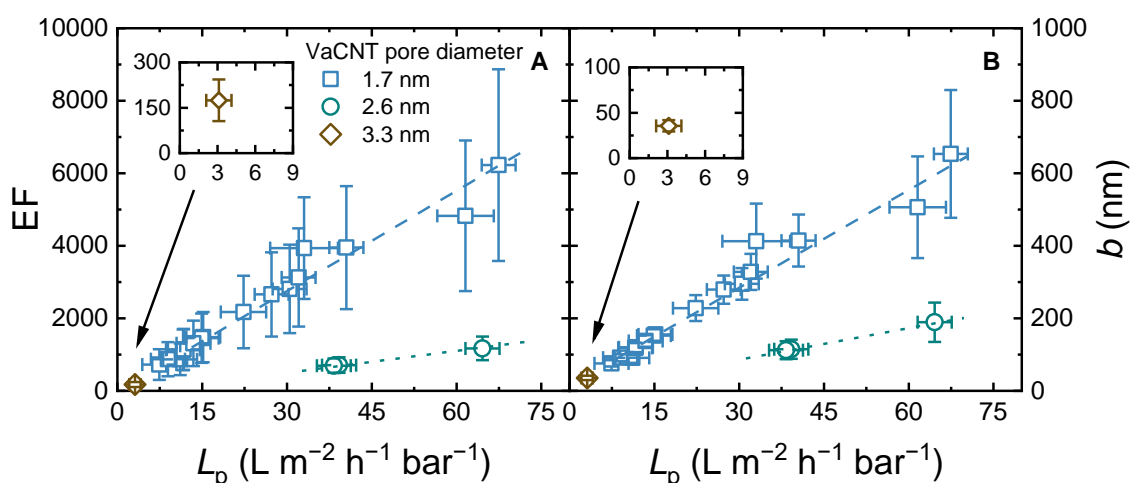 VaCNT pore diameter
1.7 nm
2.6 nm
3.3 nm
A
EF
10000
8000
6000
4000
2000
0
300
150
0
0 3 6 9
0 15 30 45 60 75
Lₚ (L m⁻² h⁻¹ bar⁻¹)
B
100
50
0
0 3 6 9
1000
800
600
400
200
0
b (nm)
0 15 30 45 60 75
Lₚ (L m⁻² h⁻¹ bar⁻¹)